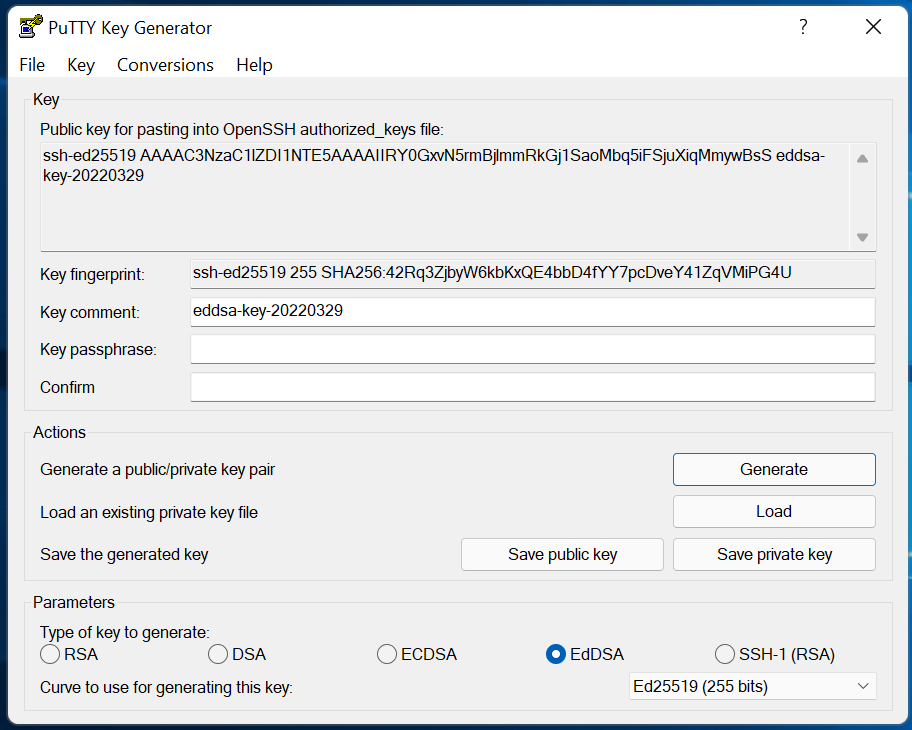 PuTTY Key Generator
?
File Key Conversions Help
Key
Public key for pasting into OpenSSH authorized_keys file:
ssh-ed25519 AAAAC3NzaC1lZDI1NTE5AAAAIIRY0GxvN5rmBjlmmRkGj1SaoMbq5iFSjuXiqMmywBsS eddsa-
key-20220329
Key fingerprint: ssh-ed25519 255 SHA256:42Rq3ZjbyW6kbKxQE4bbD4fYY7pcDveY41ZqVMiPG4U
Key comment: eddsa-key-20220329
Key passphrase:
Confirm
Actions
Generate a public/private key pair Generate
Load an existing private key file Load
Save the generated key Save public key Save private key
Parameters
Type of key to generate:
RSA DSA ECDSA EdDSA SSH-1 (RSA)
Curve to use for generating this key: Ed25519 (255 bits)